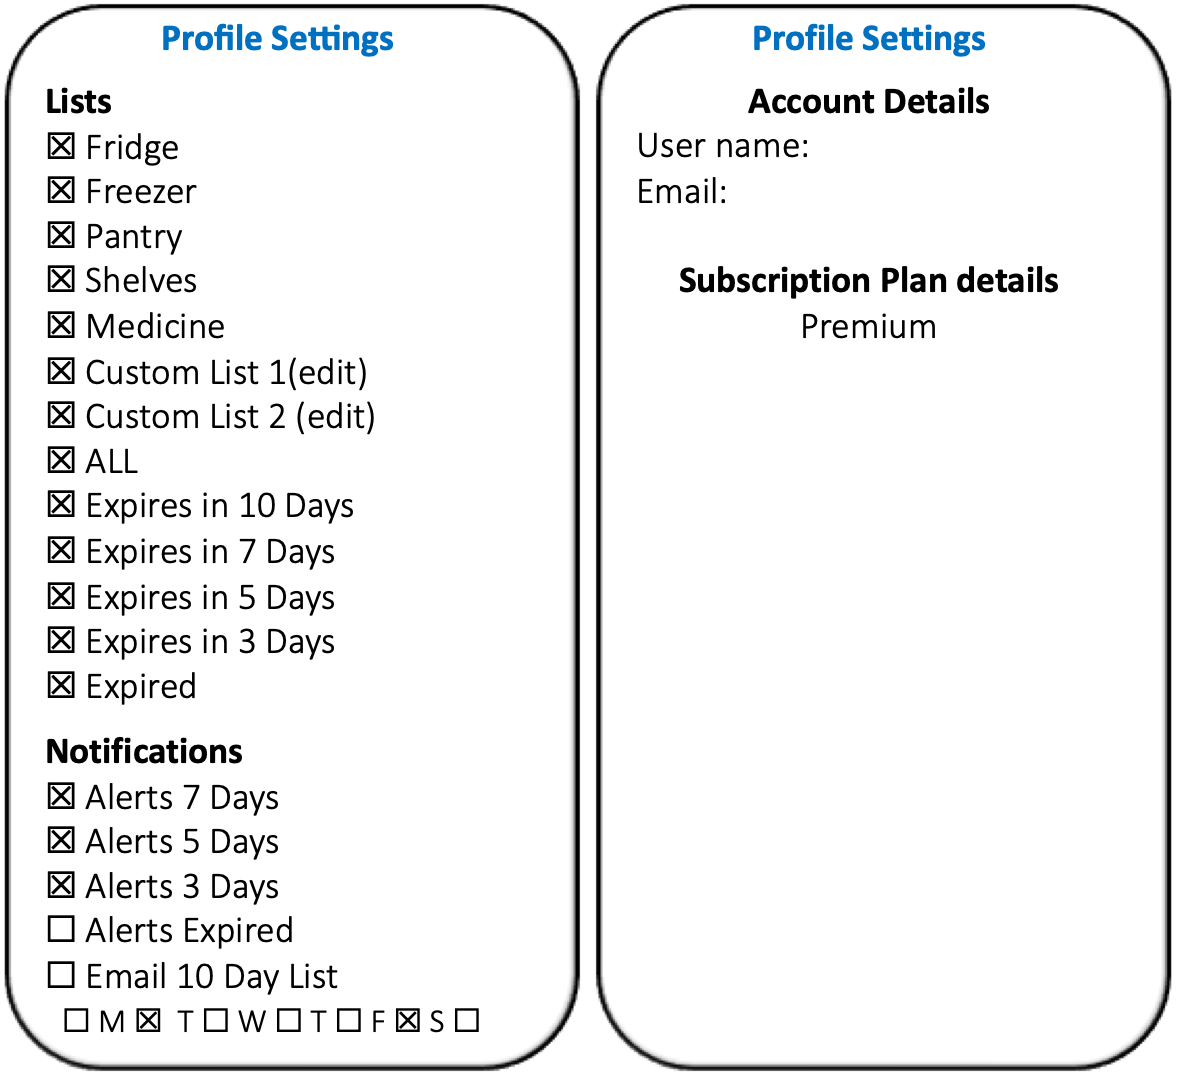 Profile Settings
Lists
☒ Fridge
☒ Freezer
☒ Pantry
☒ Shelves
☒ Medicine
☒ Custom List 1(edit)
☒ Custom List 2 (edit)
☒ ALL
☒ Expires in 10 Days
☒ Expires in 7 Days
☒ Expires in 5 Days
☒ Expires in 3 Days
☒ Expired
Notifications
☒ Alerts 7 Days
☒ Alerts 5 Days
☒ Alerts 3 Days
☐ Alerts Expired
☐ Email 10 Day List
☐ M ☒ T ☐ W ☐ T ☐ F ☒ S ☐
Profile Settings
Account Details
User name:
Email:
Subscription Plan details
Premium